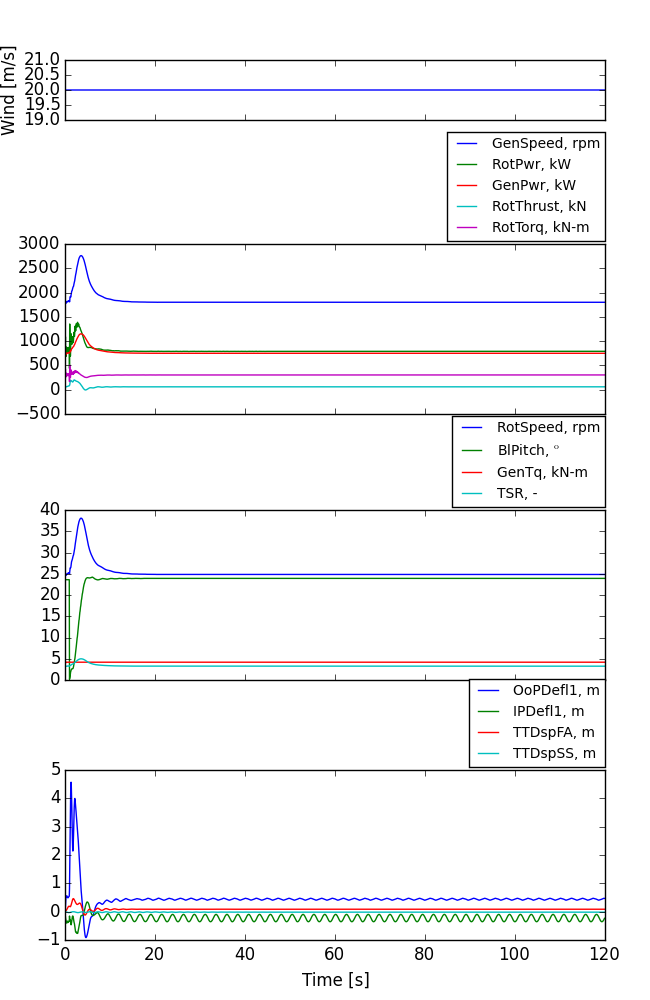 Wind [m/s]
21.0
20.5
20.0
19.5
19.0
GenSpeed, rpm
RotPwr, kW
GenPwr, kW
RotThrust, kN
RotTorq, kN-m
3000
2500
2000
1500
1000
500
0
−500
RotSpeed, rpm
BlPitch, °
GenTq, kN-m
TSR, -
40
35
30
25
20
15
10
5
0
OoPDefl1, m
IPDefl1, m
TTDspFA, m
TTDspSS, m
5
4
3
2
1
0
−1
0 20 40 60 80 100 120
Time [s]